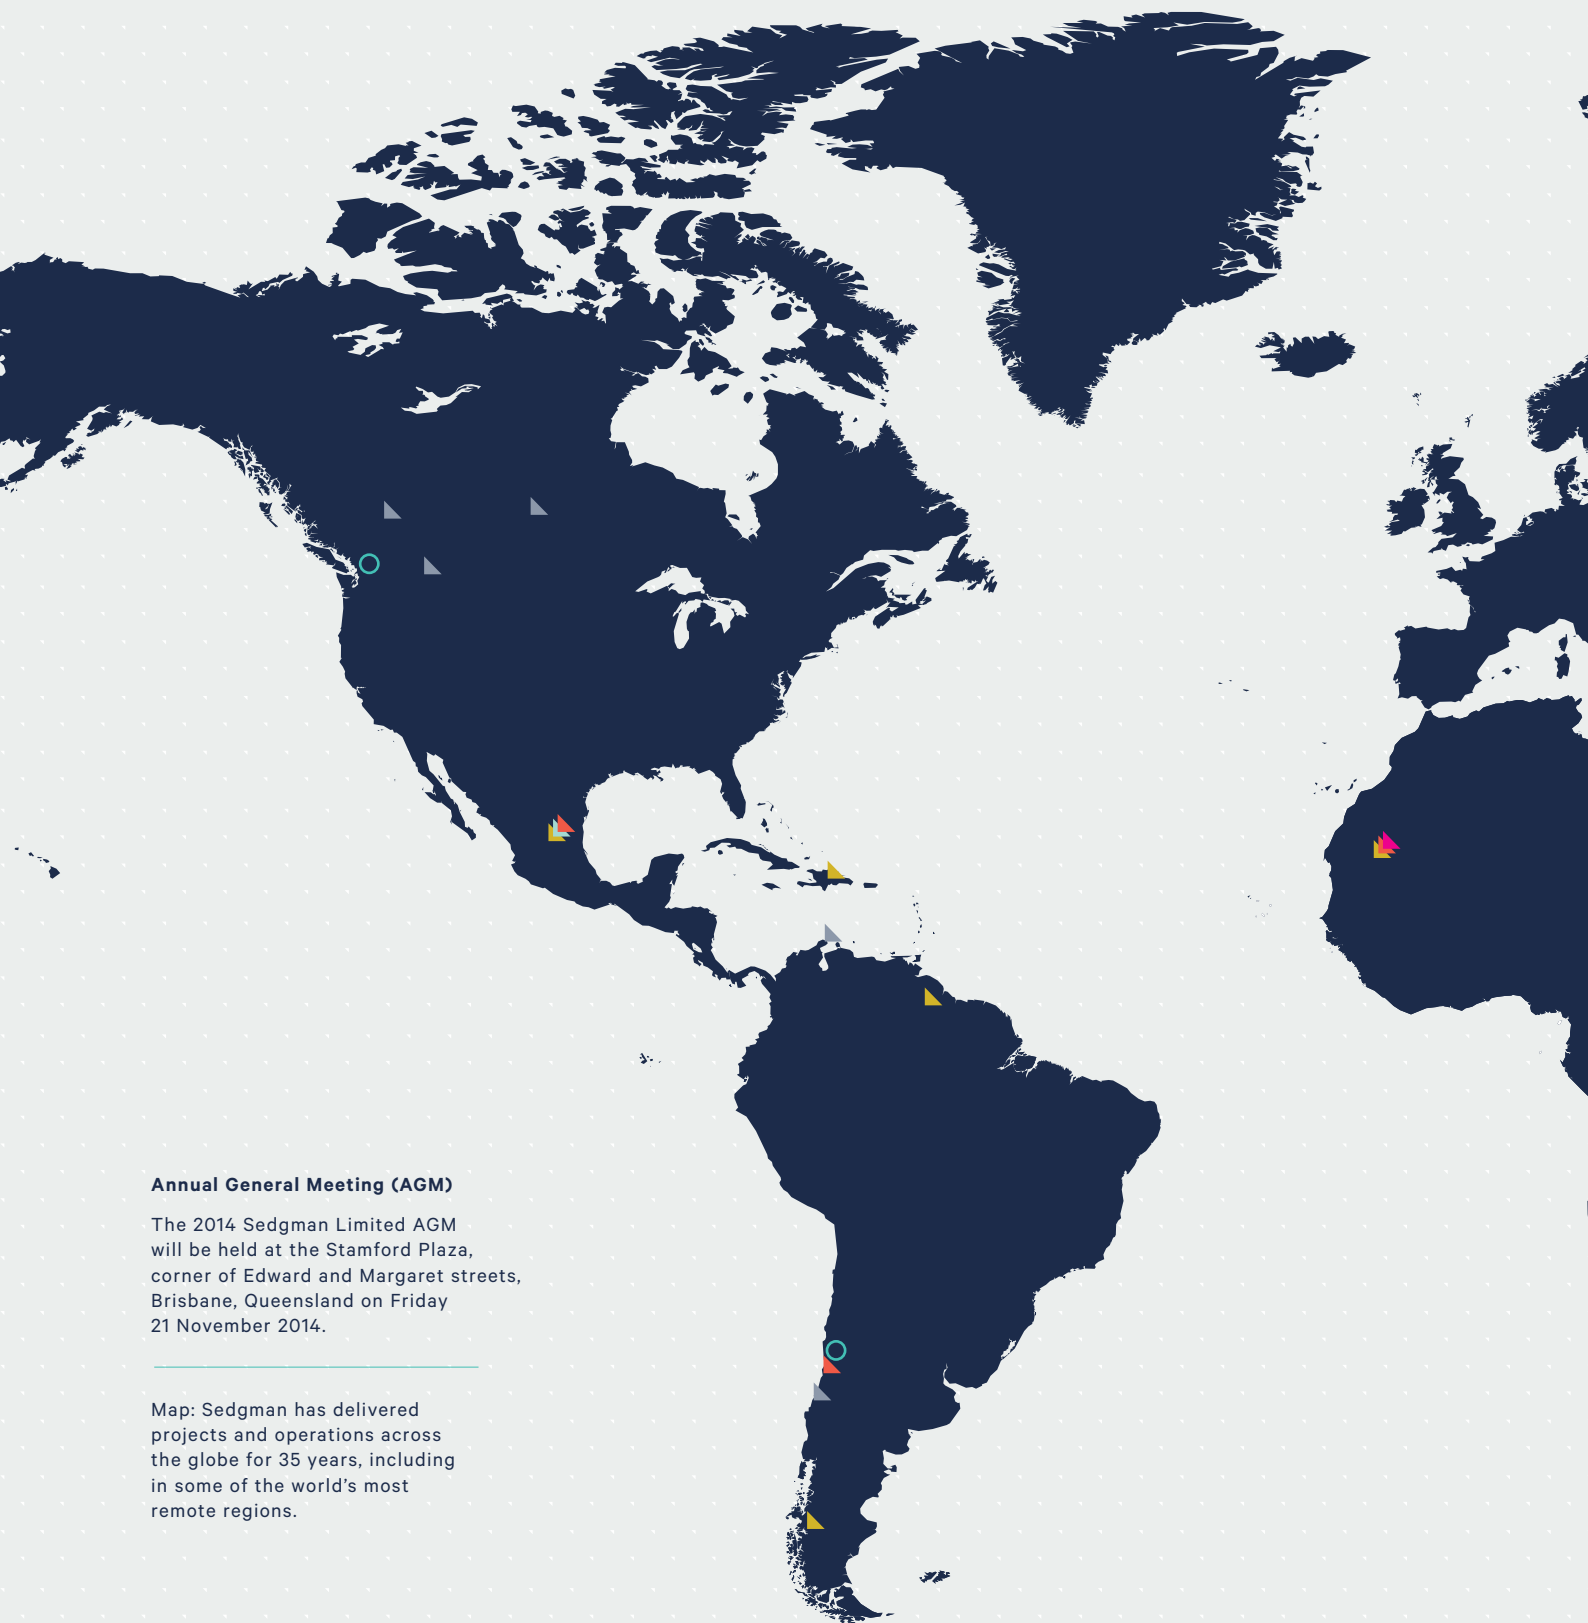 Annual General Meeting (AGM)
The 2014 Sedgman Limited AGM
will be held at the Stamford Plaza,
corner of Edward and Margaret streets,
Brisbane, Queensland on Friday
21 November 2014.
Map: Sedgman has delivered
projects and operations across
the globe for 35 years, including
in some of the world’s most
remote regions.